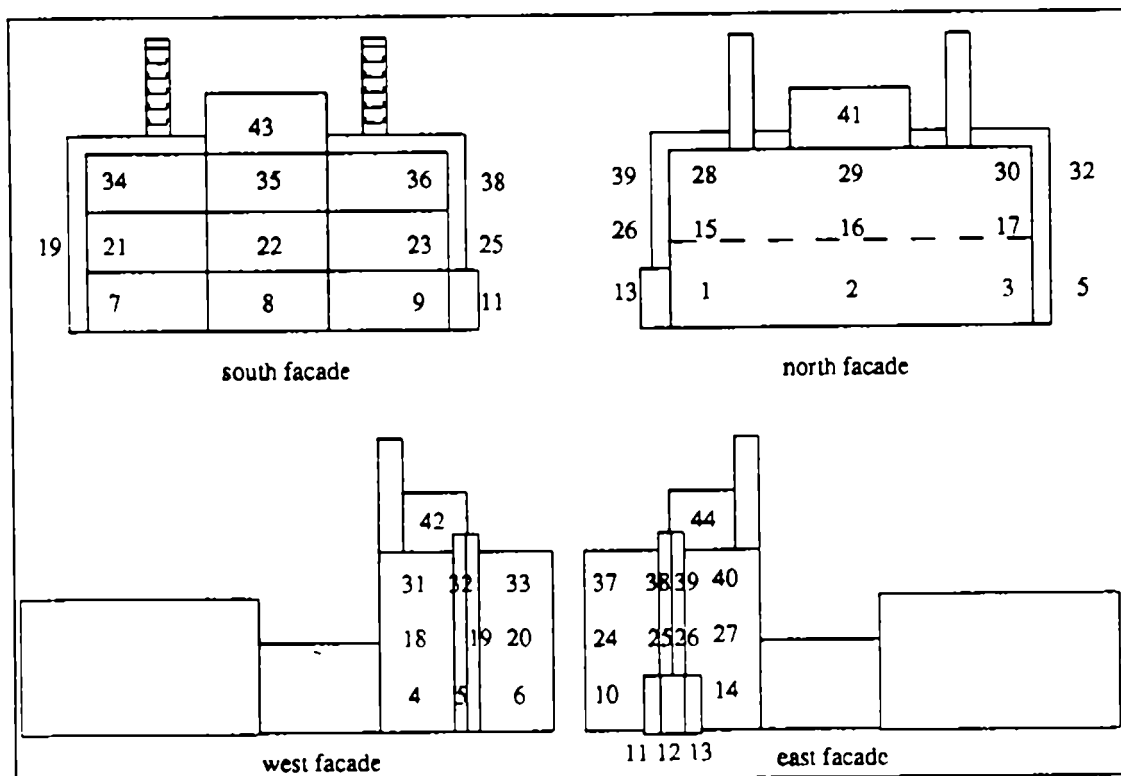 43
34 35 36 38
19 21 22 23 25
7 8 9 11
south facade
41
39 28 29 30 32
26 15 16 17
13 1 2 3 5
north facade
42
31 32 33
18 19 20
4 5 6
west facade
44
37 38 39 40
24 25 26 27
10 14
11 12 13
east facade